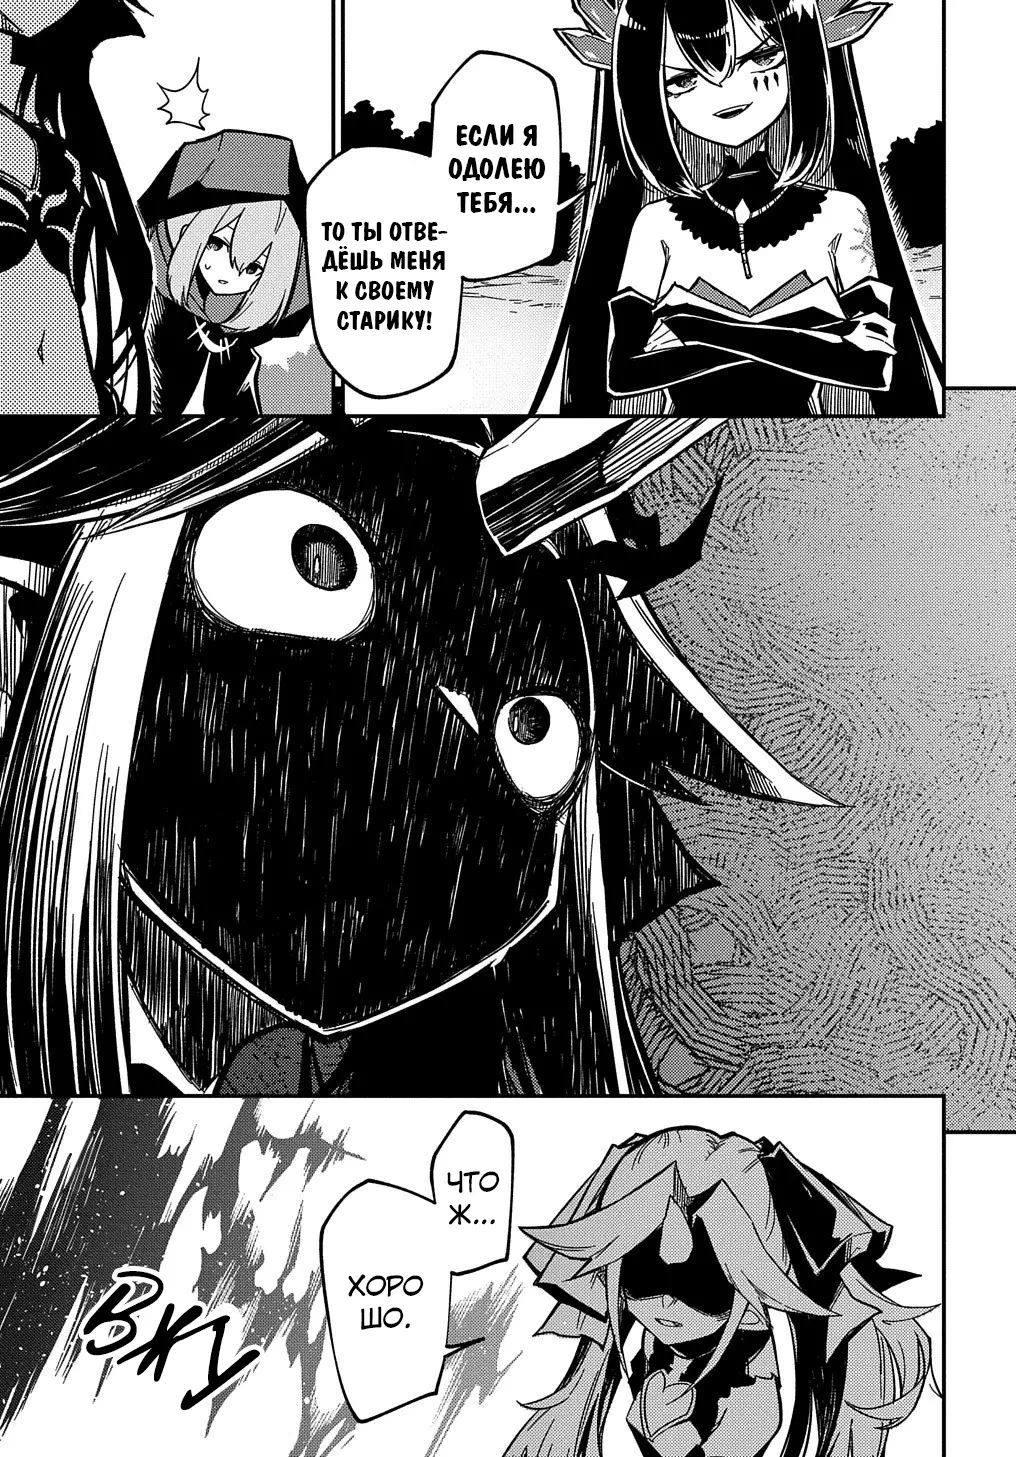 ЕСЛИ Я
ОДОЛЕЮ
ТЕБЯ...
ТО ТЫ ОТВЕ-
ДЁШЬ МЕНЯ
К СВОЕМУ
СТАРИКУ!
ЧТО
Ж...
ХОРО
ШО.
ВЖУ